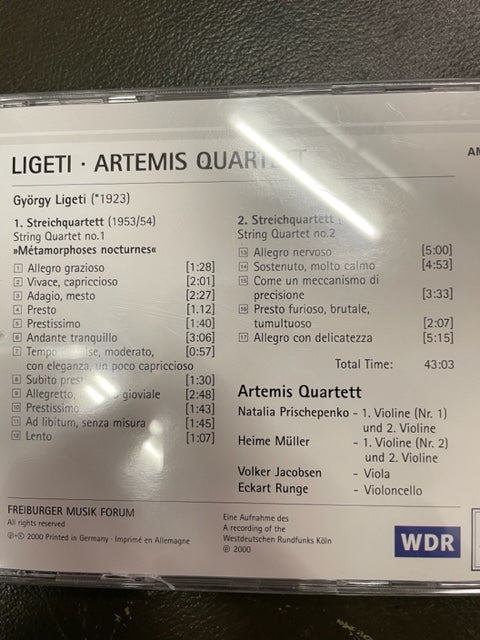 LIGETI · ARTEMIS QUARTETT
György Ligeti (*1923)
1. Streichquartett (1953/54)
String Quartet no.1
»Métamorphoses nocturnes«
1 Allegro grazioso [1:28]
2 Vivace, capriccioso [2:01]
3 Adagio, mesto [2:27]
4 Presto [1.12]
5 Prestissimo [1:40]
6 Andante tranquillo [3:06]
7 moderato, [0:57]
con eleganza, un poco capriccioso
8 Subito [1:30]
9 Allegretto, gioviale [2:48]
10 Prestissimo [1:43]
11 Ad libitum, senza misura [1:45]
12 Lento [1:07]
2. Streichquartett
String Quartet no.2
13 Allegro nervoso [5:00]
14 Sostenuto, molto calmo [4:53]
15 Come un meccanismo di
precisione [3:33]
16 Presto furioso, brutale,
tumultuoso [2:07]
17 Allegro con delicatezza [5:15]
Total Time: 43:03
Artemis Quartett
Natalia Prischepenko - 1. Violine (Nr. 1)
und 2. Violine
Heime Müller - 1. Violine (Nr. 2)
und 2. Violine
Volker Jacobsen - Viola
Eckart Runge - Violoncello
FREIBURGER MUSIK FORUM
All rights reserved
℗-© 2000 Printed in Germany · Imprimé en Allemagne
Eine Aufnahme des
A recording of the
Westdeutschen Rundfunks Köln
℗ 2000
WDR